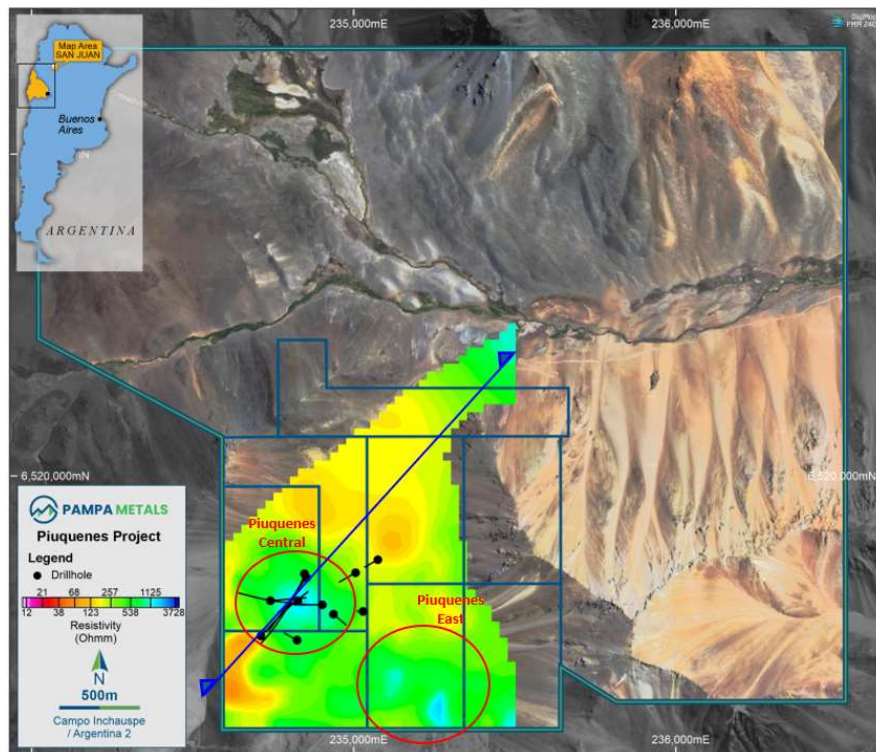 235,000mE
236,000mE
Map Area
SAN JUAN
Buenos
Aires
ARGENTINA
6,520,000mN
6,520,000mN
PAMPA METALS
Piuquenes Project
Legend
Drillhole
21 68 257 1125
12 38 123 538 3728
Resistivity
(Ohmm)
N
500m
Campo Inchauspe
/ Argentina 2
Piuquenes
Central
Piuquenes
East
235,000mE
236,000mE